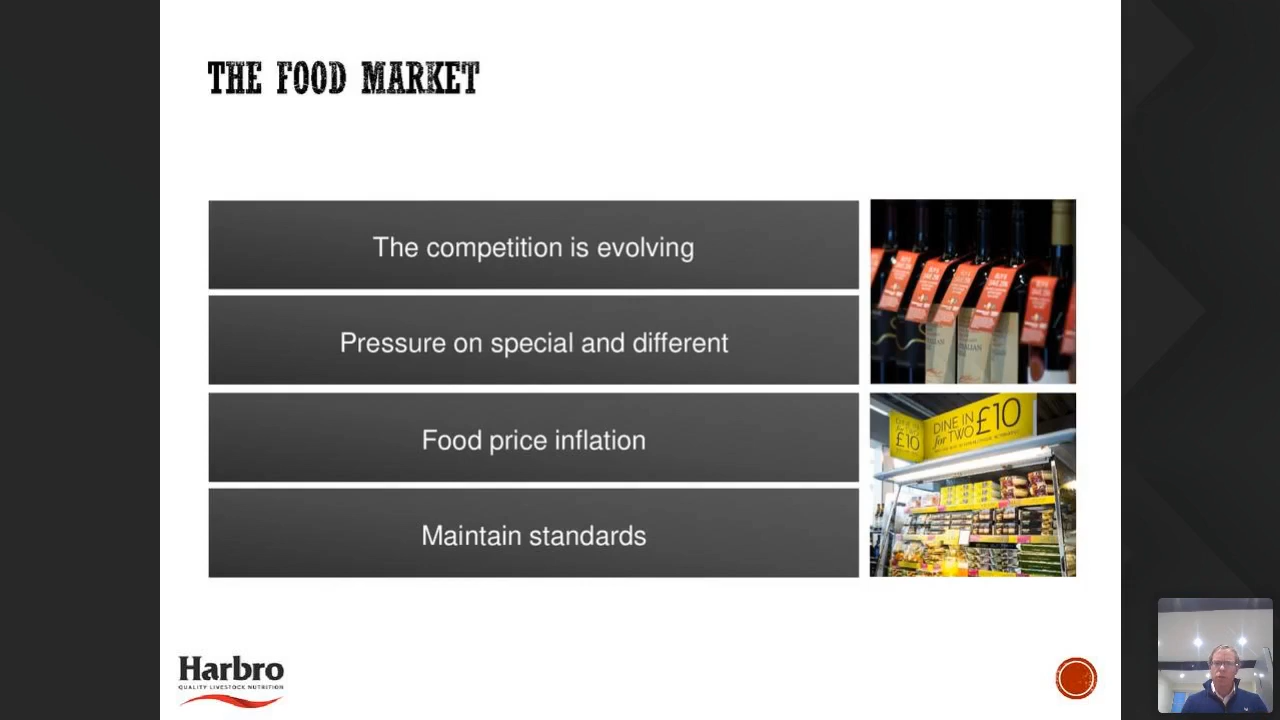 THE FOOD MARKET
The competition is evolving
Pressure on special and different
Food price inflation
Maintain standards
DINE IN
for TWO £10
£10
Harbro
QUALITY LIVESTOCK NUTRITION